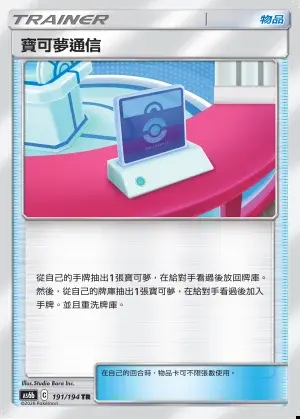 TRAINER 物品
寶可夢通信
從自己的手牌抽出1張寶可夢,在給對手看過後放回牌庫。
然後,從自己的牌庫抽出1張寶可夢,在給對手看過後加入
手牌。並且重洗牌庫。
Illus. Studio Bora Inc.
在自己的回合時,物品卡可不限張數使用。
AS6b C 191/194 TR